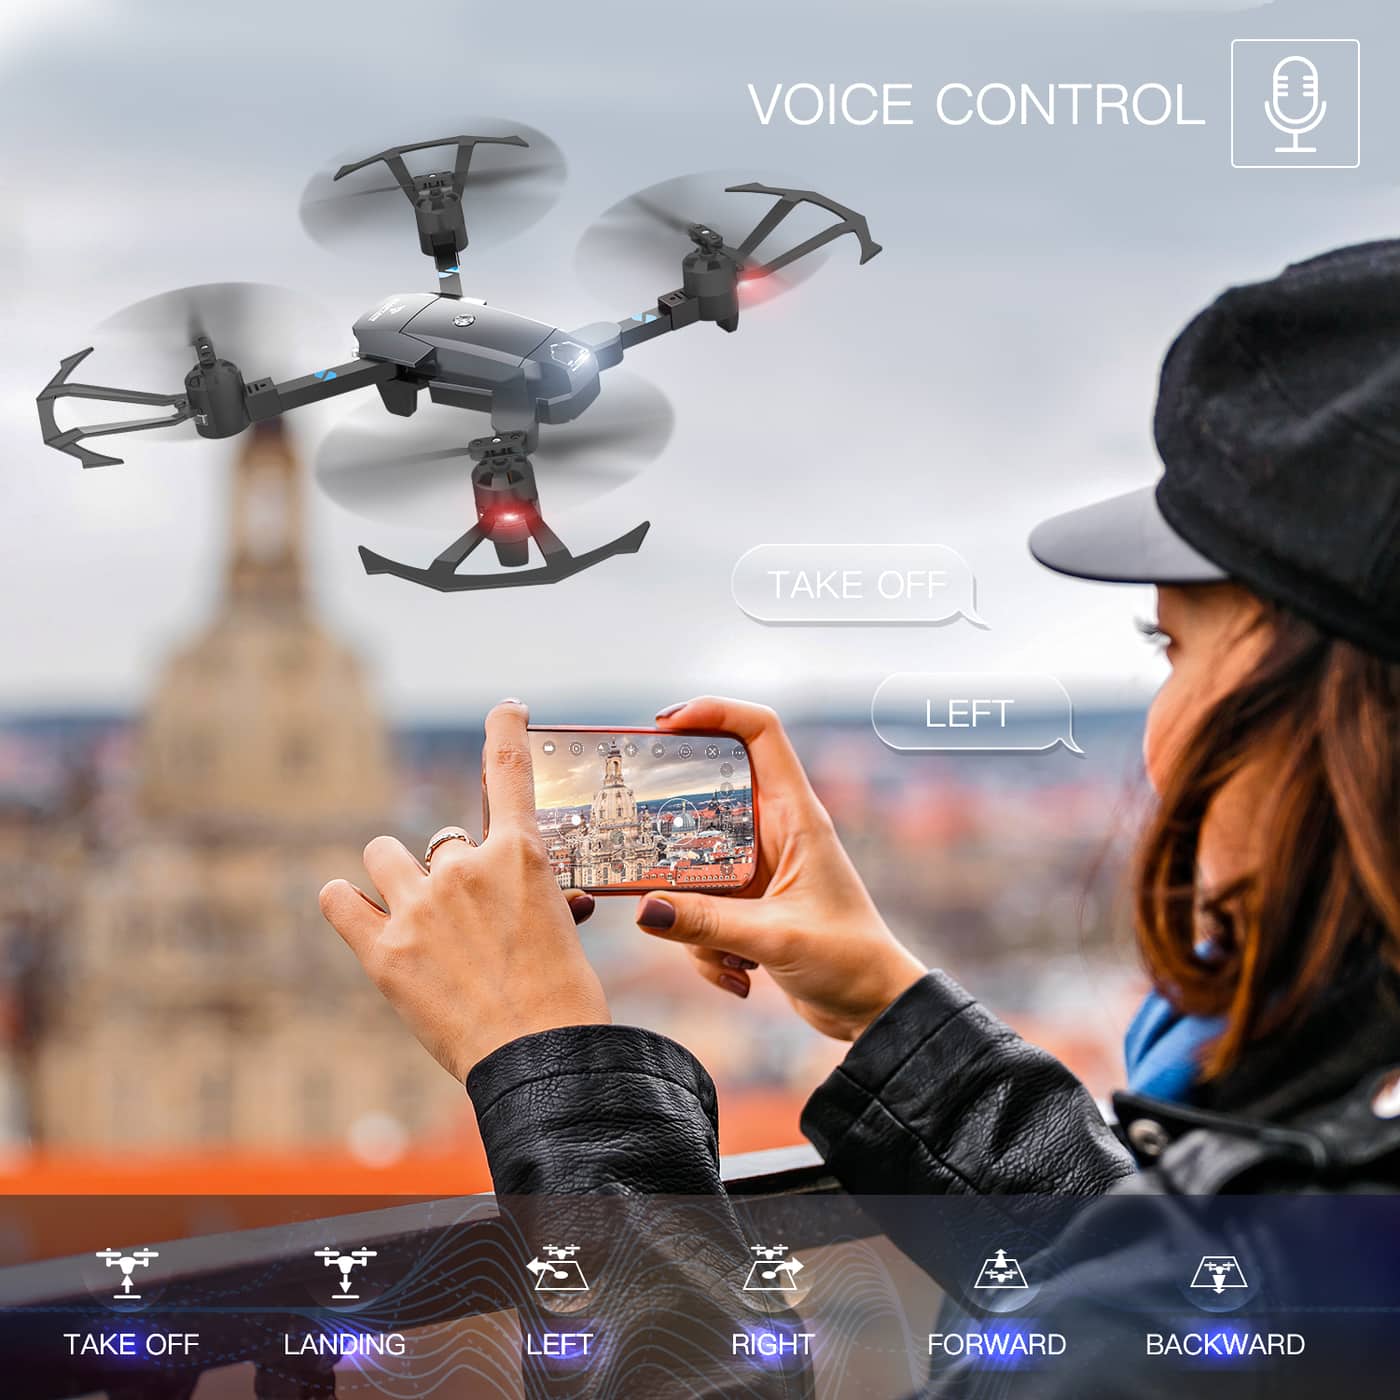 VOICE CONTROL
TAKE OFF
LEFT
TAKE OFF
LANDING
LEFT
RIGHT
FORWARD
BACKWARD